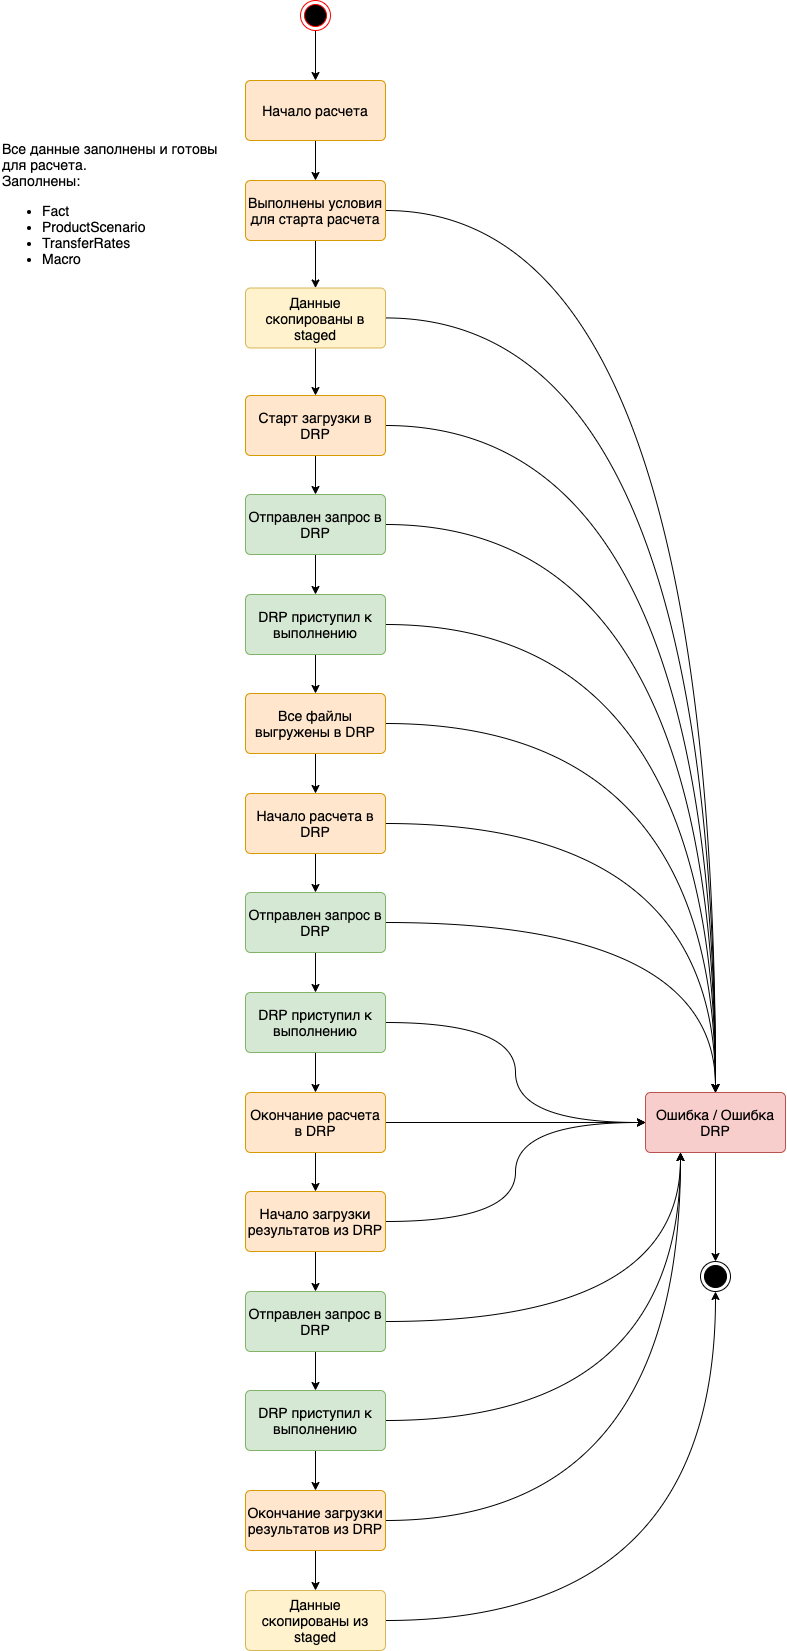 Начало расчета
Все данные заполнены и готовы
для расчета.
Заполнены:
Fact
ProductScenario
TransferRates
Macro
Выполнены условия
для старта расчета
Данные
скопированы в
staged
Старт загрузки в
DRP
Отправлен запрос в
DRP
DRP приступил к
выполнению
Все файлы
выгружены в DRP
Начало расчета в
DRP
Отправлен запрос в
DRP
DRP приступил к
выполнению
Окончание расчета
в DRP
Ошибка / Ошибка
DRP
Начало загрузки
результатов из DRP
Отправлен запрос в
DRP
DRP приступил к
выполнению
Окончание загрузки
результатов из DRP
Данные
скопированы из
staged